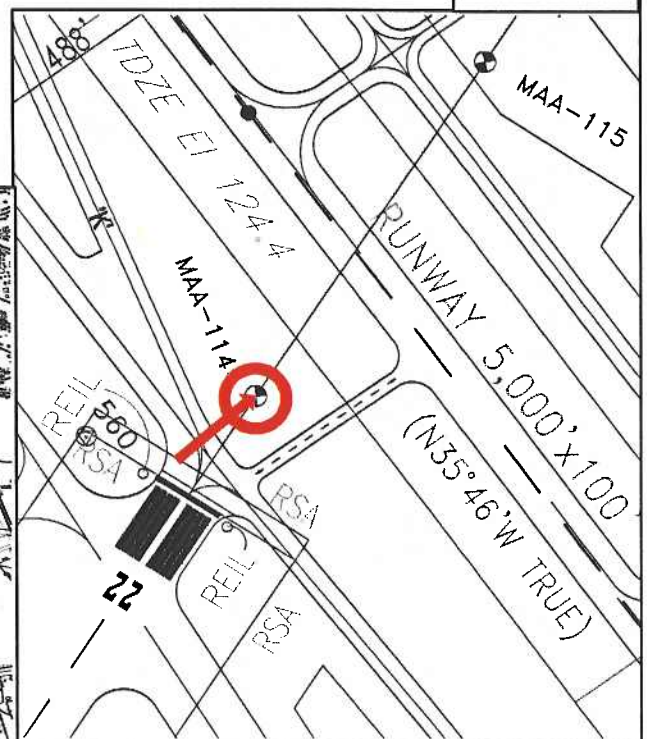 488'
TDZE El 124.4
MAA-115
"K"
RUNWAY 5,000'x100
(N35°46'W TRUE)
MAA-114
REIL
560
RSA
RSA
REIL
RSA
22